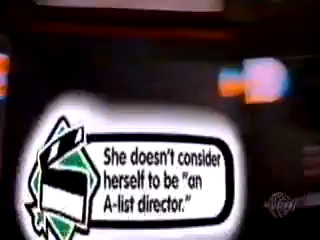 She doesn't consider
herself to be "an
A-list director."